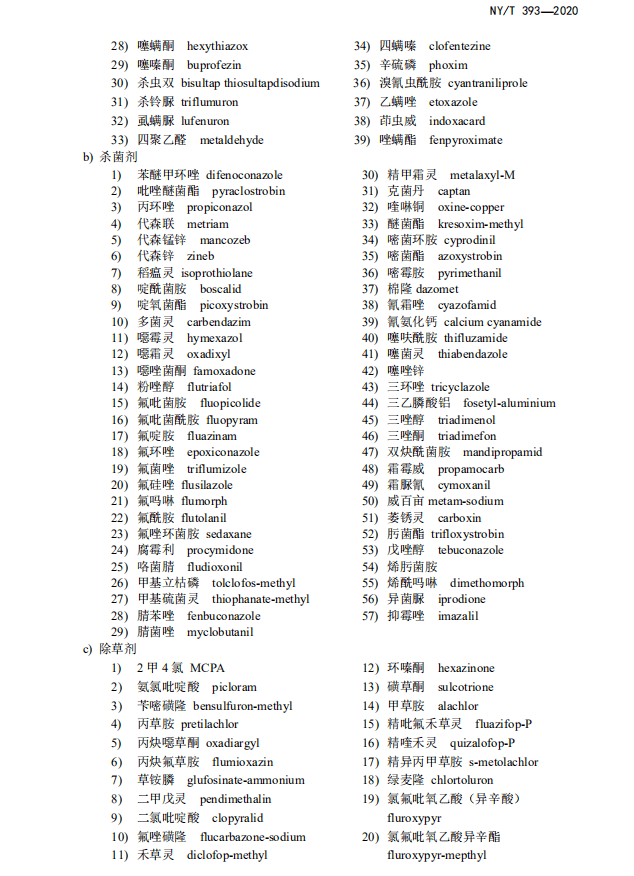 NY/T 393—2020
28) 噻螨酮 hexythiazox
29) 噻嗪酮 buprofezin
30) 杀虫双 bisultap thiosultapdisodium
31) 杀铃脲 triflumuron
32) 虱螨脲 lufenuron
33) 四聚乙醛 metaldehyde
34) 四螨嗪 clofentezine
35) 辛硫磷 phoxim
36) 溴氰虫酰胺 cyantraniliprole
37) 乙螨唑 etoxazole
38) 茚虫威 indoxacard
39) 唑螨酯 fenpyroximate
b) 杀菌剂
1) 苯醚甲环唑 difenoconazole
2) 吡唑醚菌酯 pyraclostrobin
3) 丙环唑 propiconazol
4) 代森联 metriam
5) 代森锰锌 mancozeb
6) 代森锌 zineb
7) 稻瘟灵 isoprothiolane
8) 啶酰菌胺 boscalid
9) 啶氧菌酯 picoxystrobin
10) 多菌灵 carbendazim
11) 噁霉灵 hymexazol
12) 噁霜灵 oxadixyl
13) 噁唑菌酮 famoxadone
14) 粉唑醇 flutriafol
15) 氟吡菌胺 fluopicolide
16) 氟吡菌酰胺 fluopyram
17) 氟啶胺 fluazinam
18) 氟环唑 epoxiconazole
19) 氟菌唑 triflumizole
20) 氟硅唑 flusilazole
21) 氟吗啉 flumorph
22) 氟酰胺 flutolanil
23) 氟唑环菌胺 sedaxane
24) 腐霉利 procymidone
25) 咯菌腈 fludioxonil
26) 甲基立枯磷 tolclofos-methyl
27) 甲基硫菌灵 thiophanate-methyl
28) 腈苯唑 fenbuconazole
29) 腈菌唑 myclobutanil
30) 精甲霜灵 metalaxyl-M
31) 克菌丹 captan
32) 喹啉铜 oxine-copper
33) 醚菌酯 kresoxim-methyl
34) 嘧菌环胺 cyprodinil
35) 嘧菌酯 azoxystrobin
36) 嘧霉胺 pyrimethanil
37) 棉隆 dazomet
38) 氰霜唑 cyazofamid
39) 氰氨化钙 calcium cyanamide
40) 噻呋酰胺 thifluzamide
41) 噻菌灵 thiabendazole
42) 噻唑锌
43) 三环唑 tricyclazole
44) 三乙膦酸铝 fosetyl-aluminium
45) 三唑醇 triadimenol
46) 三唑酮 triadimefon
47) 双炔酰菌胺 mandipropamid
48) 霜霉威 propamocarb
49) 霜脲氰 cymoxanil
50) 威百亩 metam-sodium
51) 萎锈灵 carboxin
52) 肟菌酯 trifloxystrobin
53) 戊唑醇 tebuconazole
54) 烯肟菌胺
55) 烯酰吗啉 dimethomorph
56) 异菌脲 iprodione
57) 抑霉唑 imazalil
c) 除草剂
1) 2 甲 4 氯 MCPA
2) 氨氯吡啶酸 picloram
3) 苄嘧磺隆 bensulfuron-methyl
4) 丙草胺 pretilachlor
5) 丙炔噁草酮 oxadiargyl
6) 丙炔氟草胺 flumioxazin
7) 草铵膦 glufosinate-ammonium
8) 二甲戊灵 pendimethalin
9) 二氯吡啶酸 clopyralid
10) 氟唑磺隆 flucarbazone-sodium
11) 禾草灵 diclofop-methyl
12) 环嗪酮 hexazinone
13) 磺草酮 sulcotrione
14) 甲草胺 alachlor
15) 精吡氟禾草灵 fluazifop-P
16) 精喹禾灵 quizalofop-P
17) 精异丙甲草胺 s-metolachlor
18) 绿麦隆 chlortoluron
19) 氯氟吡氧乙酸（异辛酸）
fluroxypyr
20) 氯氟吡氧乙酸异辛酯
fluroxypyr-mepthyl